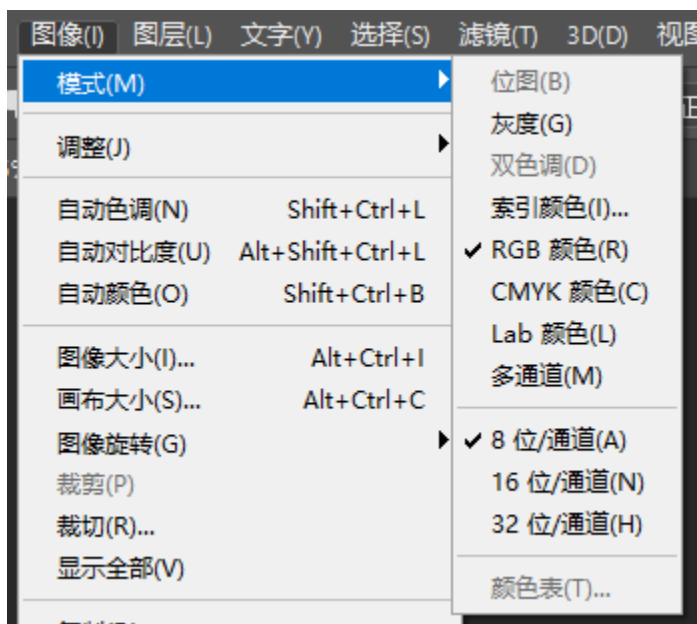 图像(I) 图层(L) 文字(Y) 选择(S) 滤镜(T) 3D(D)
模式(M)
调整(J)
自动色调(N) Shift+Ctrl+L
自动对比度(U) Alt+Shift+Ctrl+L
自动颜色(O) Shift+Ctrl+B
图像大小(I)... Alt+Ctrl+I
画布大小(S)... Alt+Ctrl+C
图像旋转(G)
裁剪(P)
裁切(R)...
显示全部(V)
位图(B)
灰度(G)
双色调(D)
索引颜色(I)...
RGB 颜色(R)
CMYK 颜色(C)
Lab 颜色(L)
多通道(M)
8 位/通道(A)
16 位/通道(N)
32 位/通道(H)
颜色表(T)...